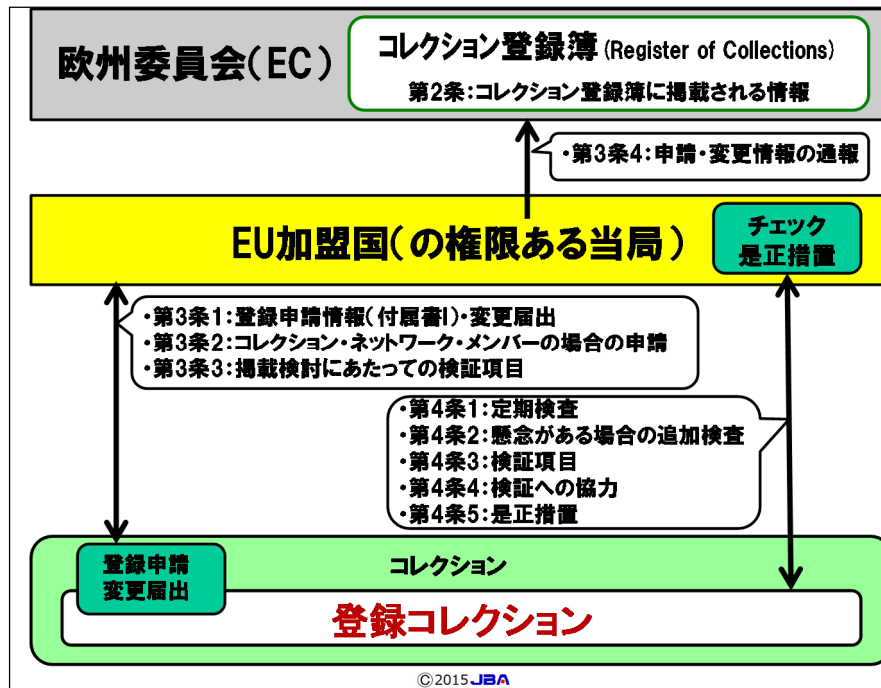 欧州委員会(EC)
コレクション登録簿(Register of Collections)
第2条:コレクション登録簿に掲載される情報
・第3条4:申請・変更情報の通報
EU加盟国(の権限ある当局)
チェック
是正措置
・第3条1:登録申請情報(付属書I)・変更届出
・第3条2:コレクション・ネットワーク・メンバーの場合の申請
・第3条3:掲載検討にあたっての検証項目
・第4条1:定期検査
・第4条2:懸念がある場合の追加検査
・第4条3:検証項目
・第4条4:検証への協力
・第4条5:是正措置
登録申請
変更届出
コレクション
登録コレクション
©2015 JBA